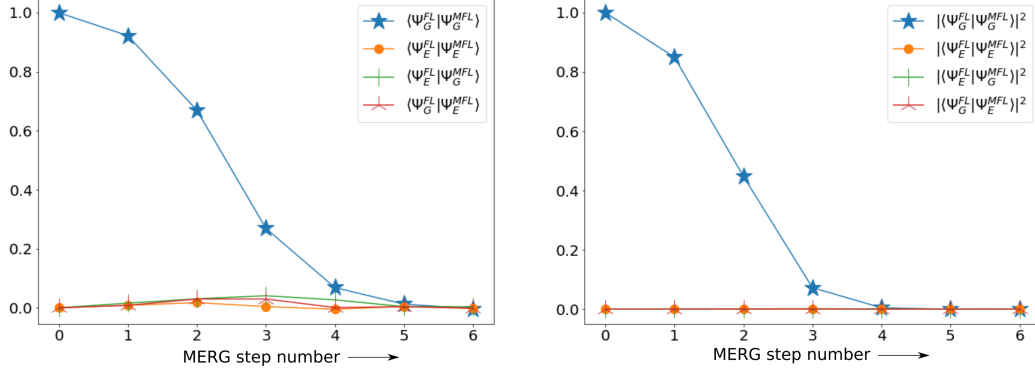 1.0
0.8
0.6
0.4
0.2
0.0
0 1 2 3 4 5 6
MERG step number
⟨Ψ_G^{FL}|Ψ_G^{MFL}⟩
⟨Ψ_E^{FL}|Ψ_E^{MFL}⟩
⟨Ψ_E^{FL}|Ψ_G^{MFL}⟩
⟨Ψ_G^{FL}|Ψ_E^{MFL}⟩
1.0
0.8
0.6
0.4
0.2
0.0
0 1 2 3 4 5 6
MERG step number
|⟨Ψ_G^{FL}|Ψ_G^{MFL}⟩|²
|⟨Ψ_E^{FL}|Ψ_E^{MFL}⟩|²
|⟨Ψ_E^{FL}|Ψ_G^{MFL}⟩|²
|⟨Ψ_G^{FL}|Ψ_E^{MFL}⟩|²